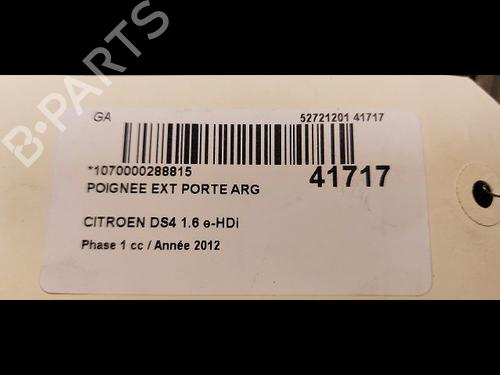 GA
52721201 41717
*1070000288815
41717
POIGNEE EXT PORTE ARG
CITROEN DS4 1.6 e-HDi
Phase 1 cc / Année 2012
B-PARTS